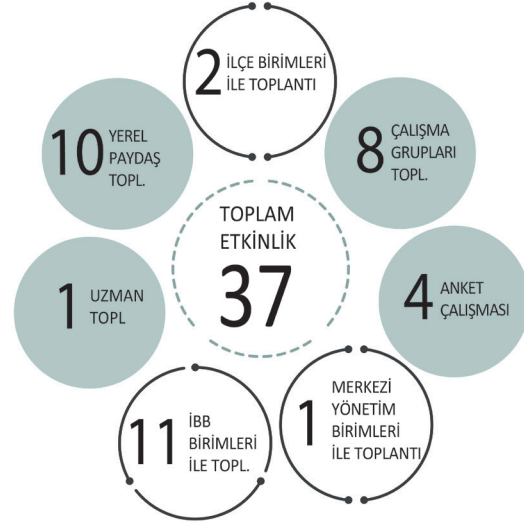 2 İLÇE BİRİMLERİ
İLE TOPLANTI
10 YEREL
PAYDAŞ
TOPL.
8 ÇALIŞMA
GRUPLARI
TOPL.
TOPLAM
ETKİNLİK
37
1 UZMAN
TOPL
4 ANKET
ÇALIŞMASI
11 İBB
BİRİMLERİ
İLE TOPL.
1 MERKEZİ
YÖNETİM
BİRİMLERİ
İLE TOPLANTI